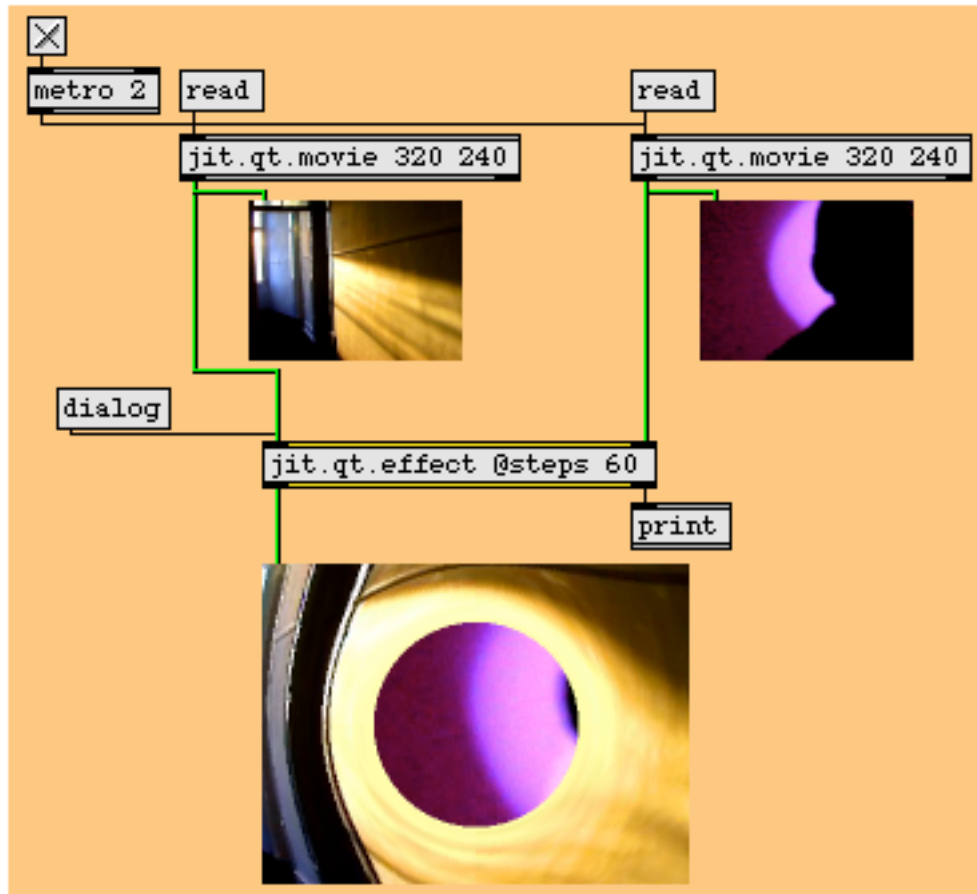 metro 2
read
read
jit.qt.movie 320 240
jit.qt.movie 320 240
dialog
jit.qt.effect @steps 60
print